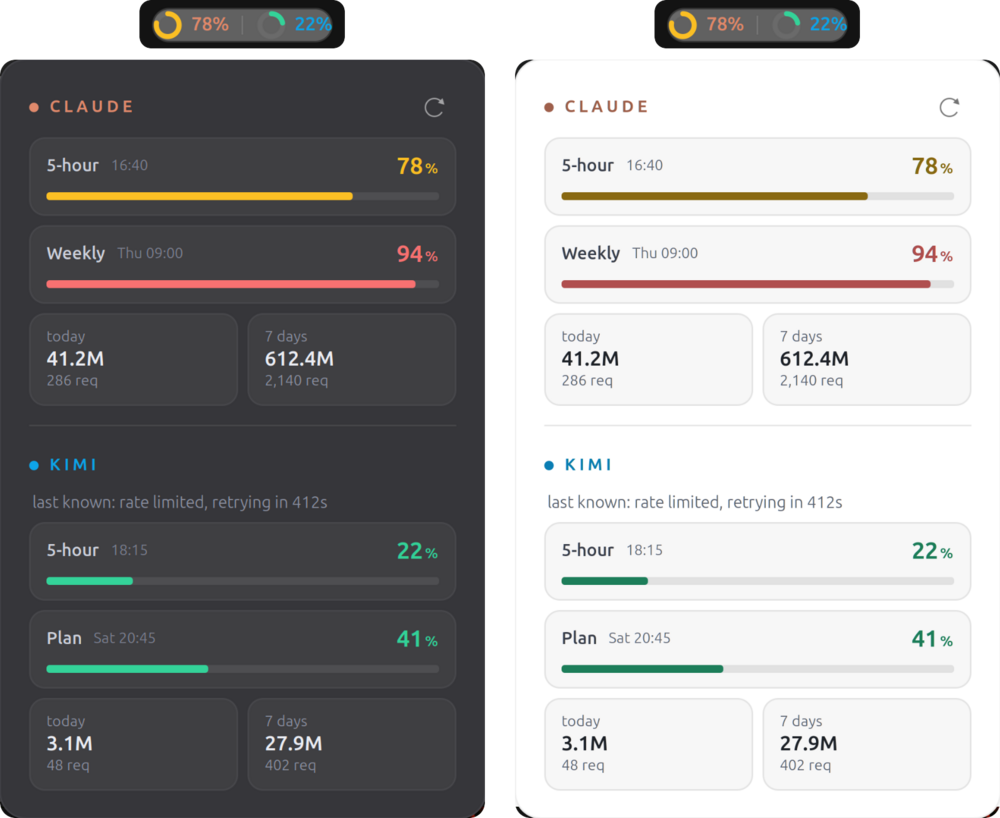 78% | 22%
CLAUDE
5-hour 16:40 78%
Weekly Thu 09:00 94%
today
41.2M
286 req
7 days
612.4M
2,140 req
KIMI
last known: rate limited, retrying in 412s
5-hour 18:15 22%
Plan Sat 20:45 41%
today
3.1M
48 req
7 days
27.9M
402 req
78% | 22%
CLAUDE
5-hour 16:40 78%
Weekly Thu 09:00 94%
today
41.2M
286 req
7 days
612.4M
2,140 req
KIMI
last known: rate limited, retrying in 412s
5-hour 18:15 22%
Plan Sat 20:45 41%
today
3.1M
48 req
7 days
27.9M
402 req